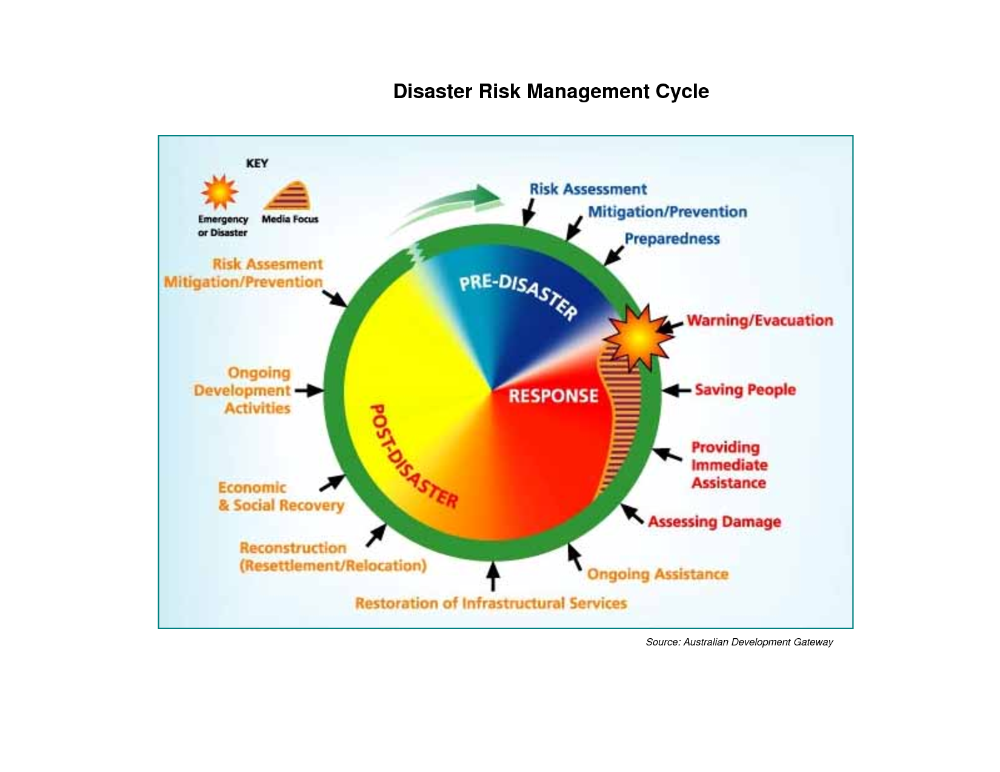 Disaster Risk Management Cycle
KEY
Emergency
or Disaster
Media Focus
Risk Assessment
Mitigation/Prevention
Preparedness
Warning/Evacuation
Saving People
Providing
Immediate
Assistance
Assessing Damage
Ongoing Assistance
Restoration of Infrastructural Services
Reconstruction
(Resettlement/Relocation)
Economic
& Social Recovery
Ongoing
Development
Activities
Risk Assesment
Mitigation/Prevention
PRE-DISASTER
RESPONSE
POST-DISASTER
Source: Australian Development Gateway